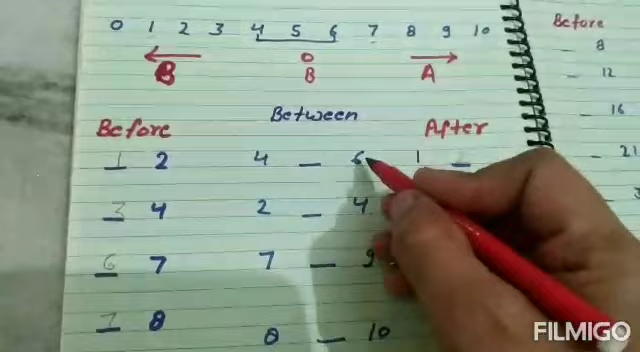 0 1 2 3 4 5 6 7 8 9 10
B B A
Before Between After
1 2 4 _ 6 1 _
3 4 2 _ 4
6 7 7 _ 9
7 8 8 _ 10
Before
_ 8
_ 12
_ 16
_ 21
FILMIGO